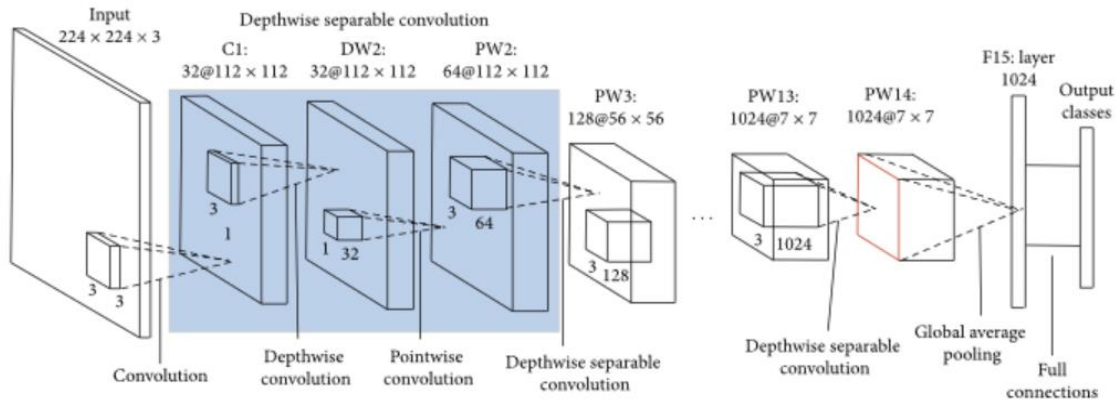 Input
224 × 224 × 3
Depthwise separable convolution
C1:
32@112 × 112
DW2:
32@112 × 112
PW2:
64@112 × 112
PW3:
128@56 × 56
PW13:
1024@7 × 7
PW14:
1024@7 × 7
F15: layer
1024
Output
classes
3
3
3
1
1
32
3
64
3
128
...
3
1024
Convolution
Depthwise
convolution
Pointwise
convolution
Depthwise separable
convolution
Depthwise separable
convolution
Global average
pooling
Full
connections